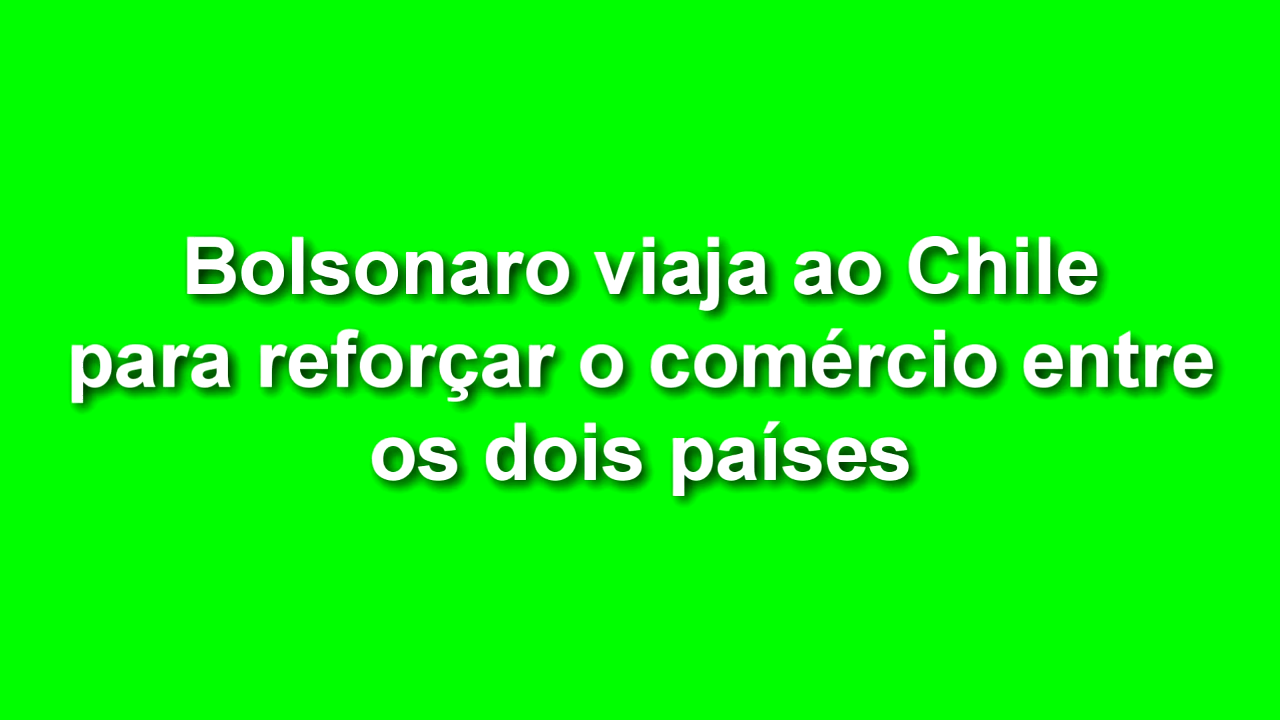 Bolsonaro viaja ao Chile
para reforçar o comércio entre
os dois países